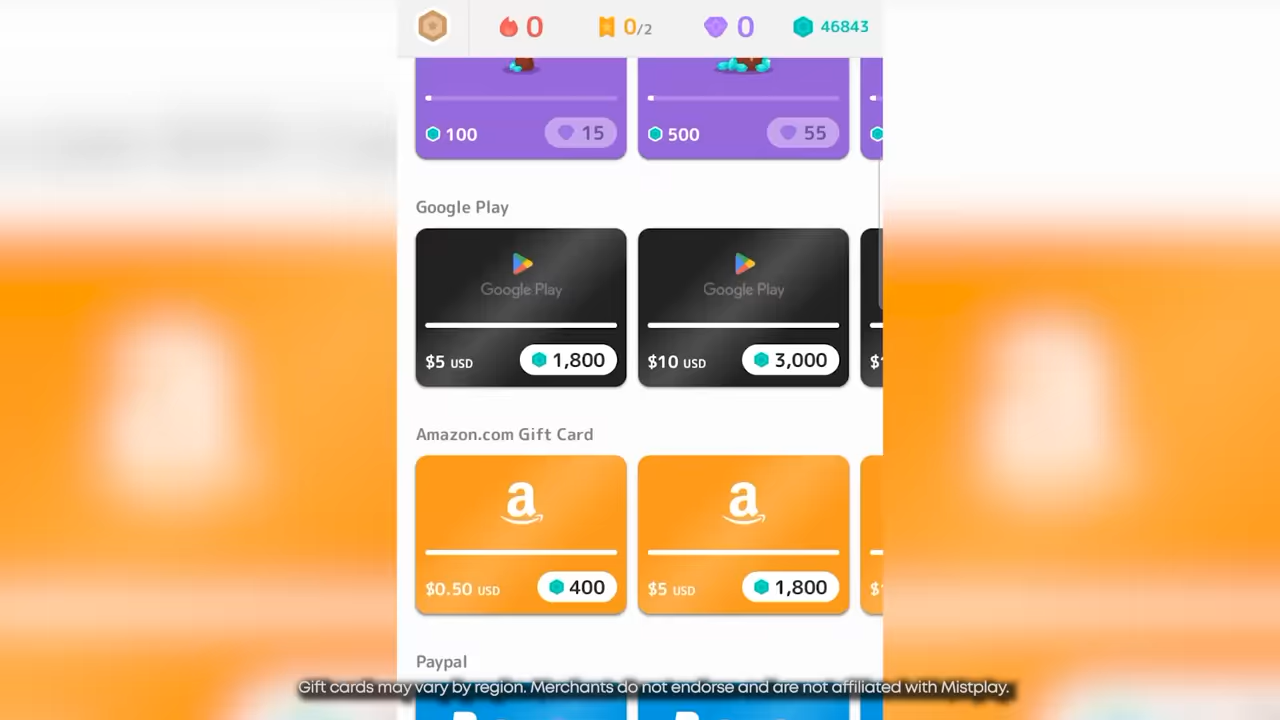 0 0/2 0 46843
100 15 500 55
Google Play
Google Play Google Play
$5 USD 1,800 $10 USD 3,000
Amazon.com Gift Card
a a
$0.50 USD 400 $5 USD 1,800
Paypal
Gift cards may vary by region. Merchants do not endorse and are not affiliated with Mistplay.